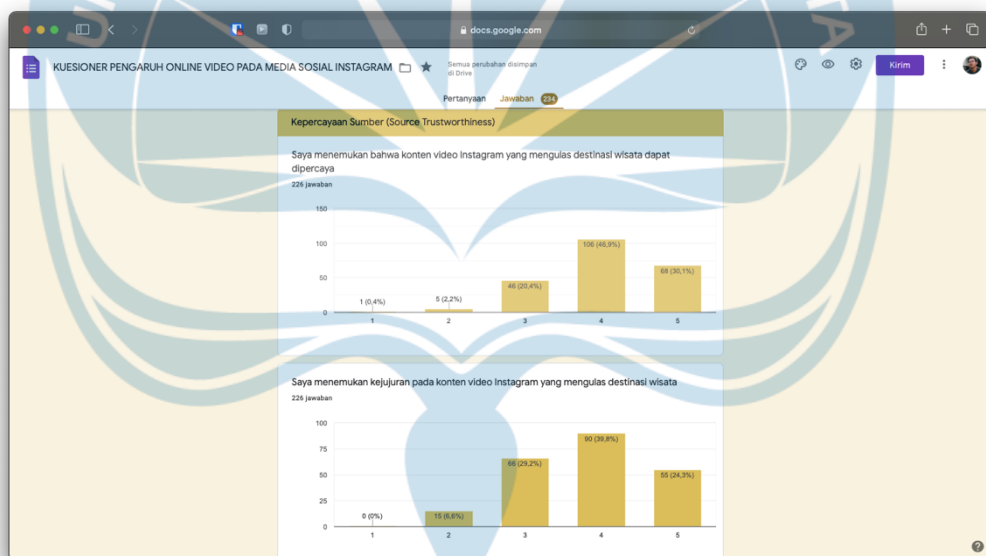 docs.google.com
KUESIONER PENGARUH ONLINE VIDEO PADA MEDIA SOSIAL INSTAGRAM
Semua perubahan disimpan
di Drive
Kirim
Pertanyaan Jawaban 234
Kepercayaan Sumber (Source Trustworthiness)
Saya menemukan bahwa konten video Instagram yang mengulas destinasi wisata dapat
dipercaya
226 jawaban
150
100
50
0
1 (0,4%)
5 (2,2%)
46 (20,4%)
106 (46,9%)
68 (30,1%)
1 2 3 4 5
Saya menemukan kejujuran pada konten video Instagram yang mengulas destinasi wisata
226 jawaban
100
75
50
25
0
0 (0%)
15 (6,6%)
66 (29,2%)
90 (39,8%)
55 (24,3%)
1 2 3 4 5